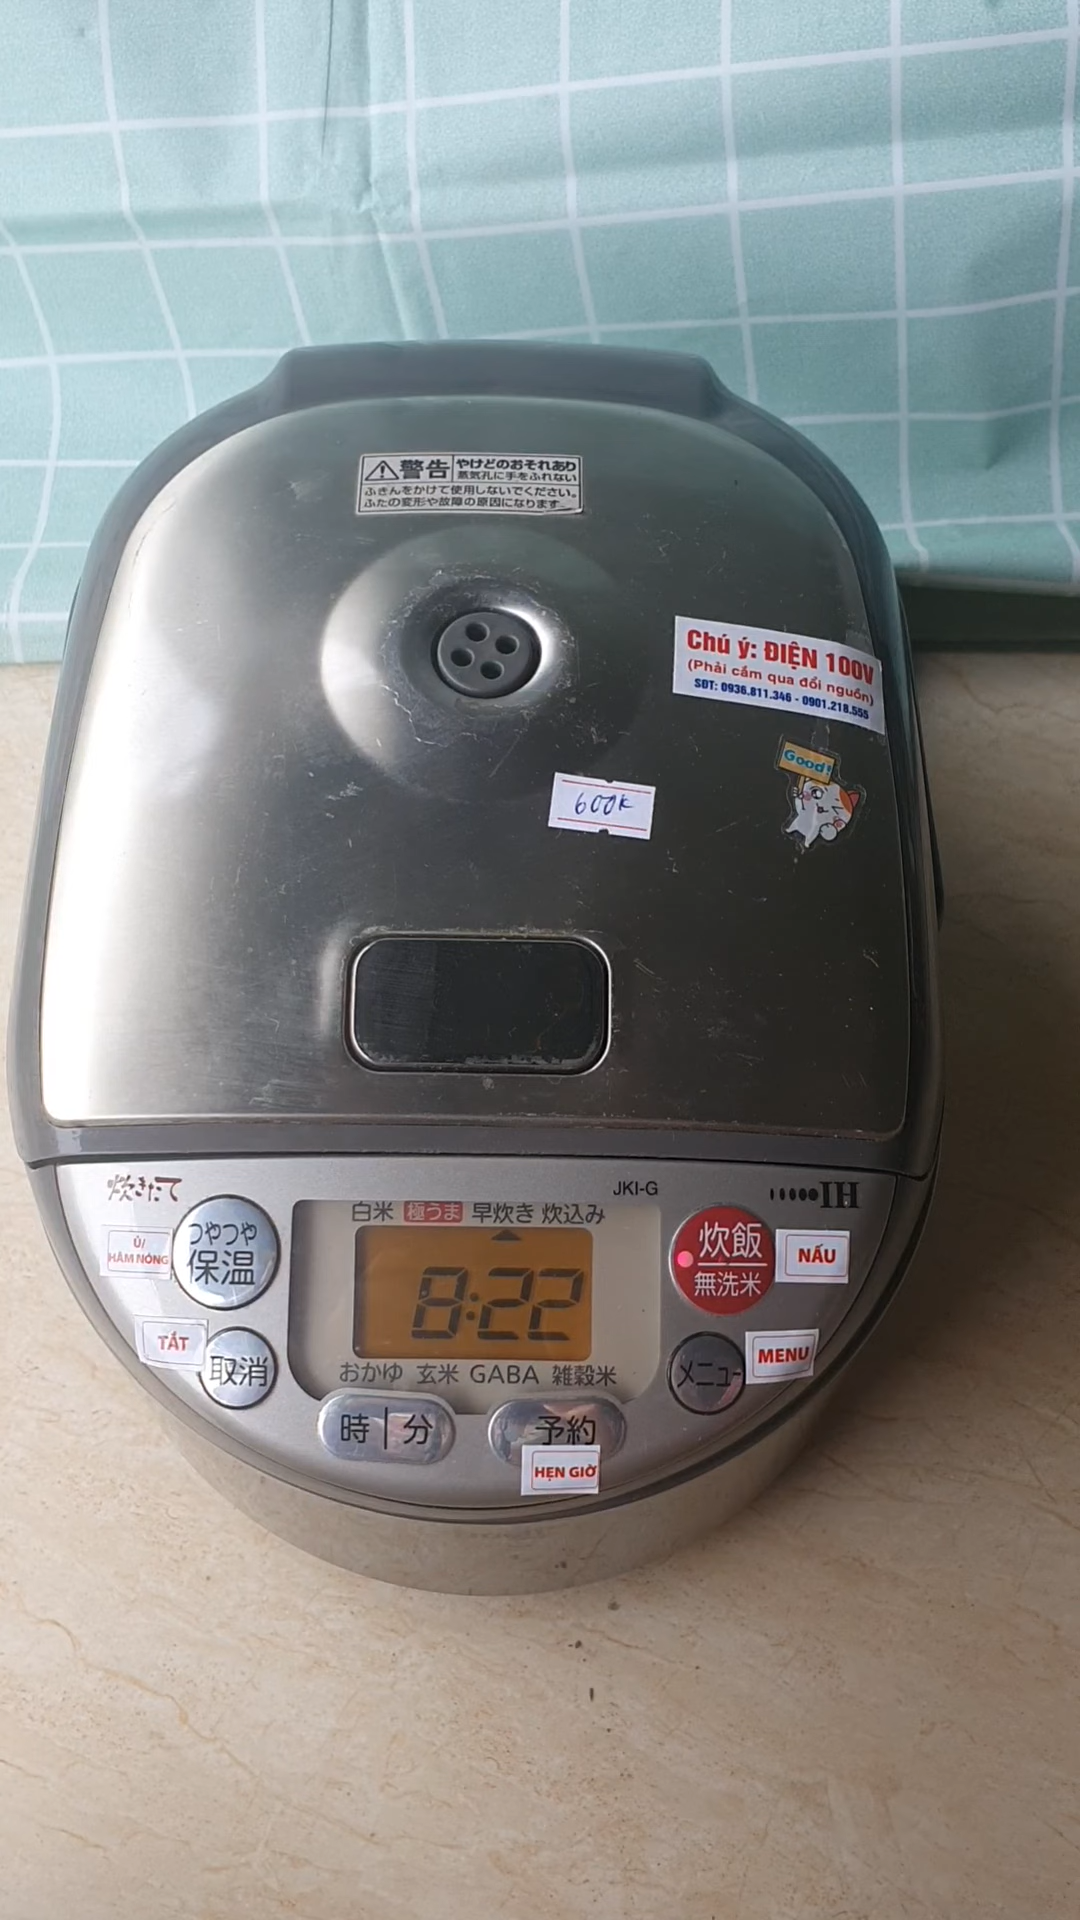 警告 やけどのおそれあり
蒸気孔に手をふれない
ふきんをかけて使用しないでください。
ふたの変形や故障の原因になります。
Chú ý: ĐIỆN 100V
(Phải cắm qua đổi nguồn)
SĐT: 0936.811.346 - 0901.218.555
Good!
600k
炊きたて
JKI-G
IH
白米 極うま 早炊き 炊込み
8:22
おかゆ 玄米 GABA 雑穀米
Ủ/
HÂM NÓNG
つやつや
保温
TẮT
取消
炊飯
無洗米
NẤU
メニュー
MENU
時 | 分
予約
HẸN GIỜ